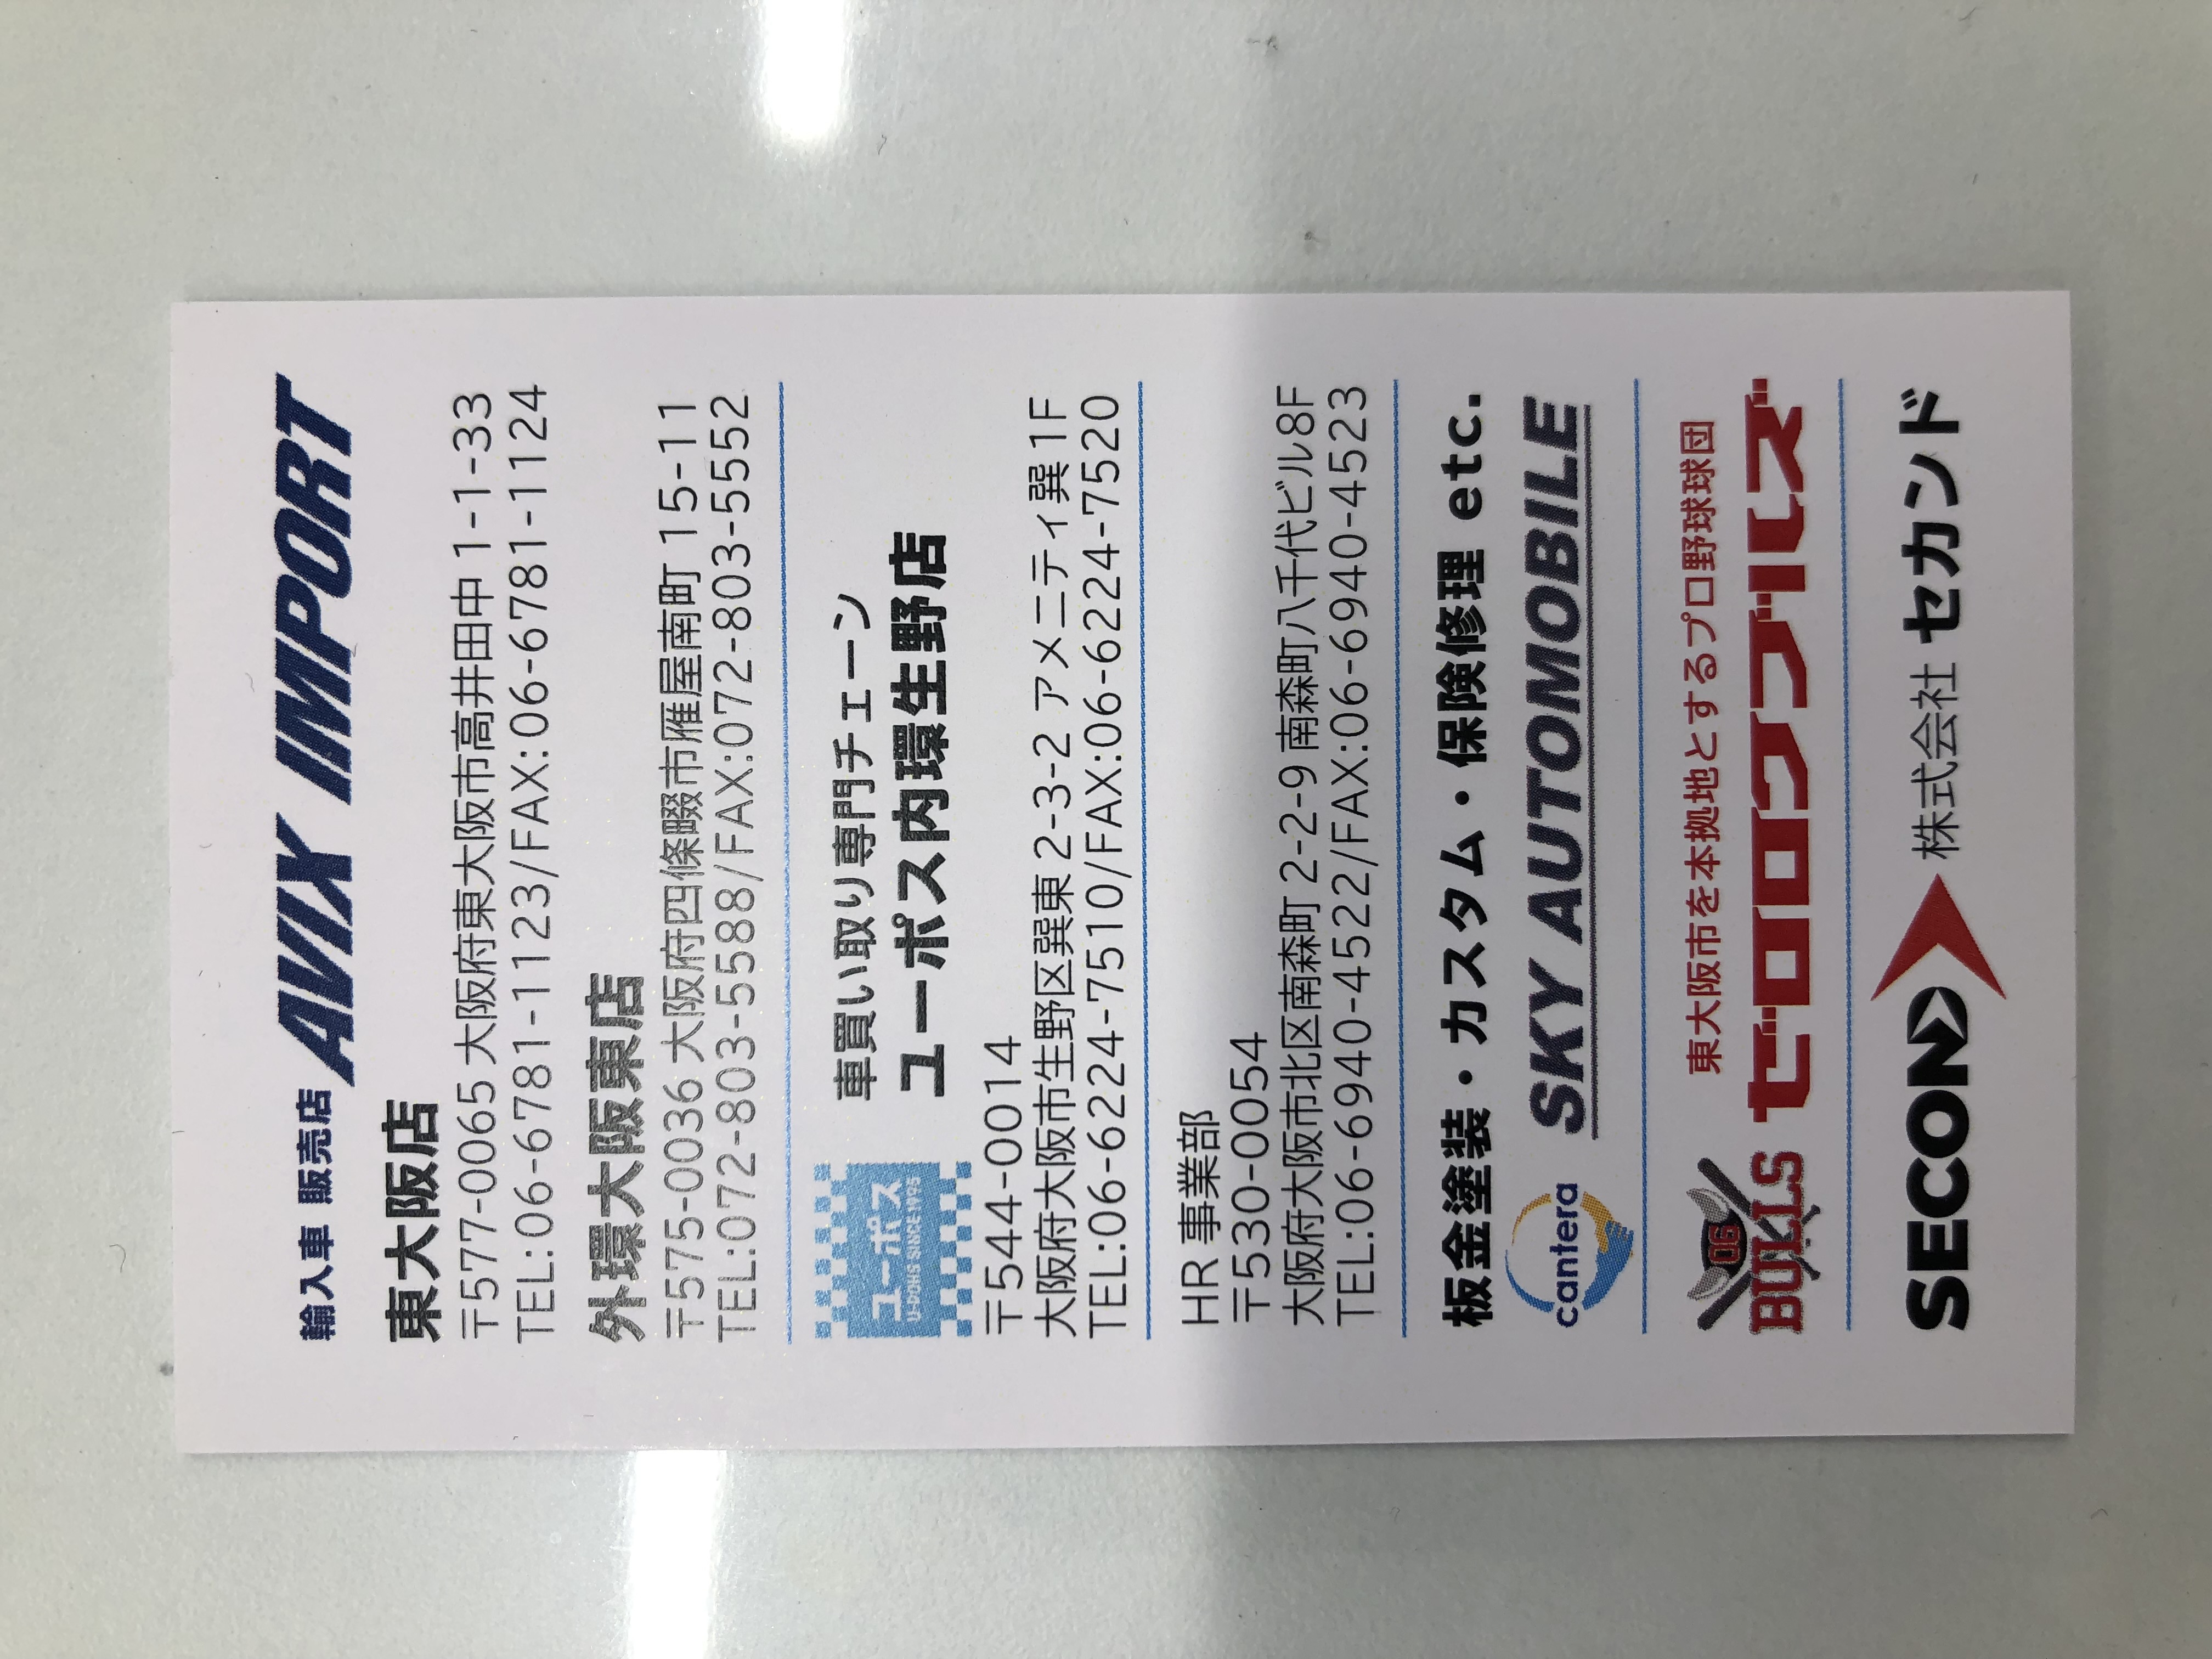 輸入車 販売店 AVIX IMPORT
東大阪店
〒577-0065 大阪府東大阪市高井田中 1-1-33
TEL:06-6781-1123/FAX:06-6781-1124
外環大阪東店
〒575-0036 大阪府四條畷市雁屋南町 15-11
TEL:072-803-5588/FAX:072-803-5552
ユーポス
U-POHS SINCE 1995
車買い取り専門チェーン
ユーポス内環生野店
〒544-0014
大阪府大阪市生野区巽東 2-3-2 アメニティ巽 1F
TEL:06-6224-7510/FAX:06-6224-7520
HR 事業部
〒530-0054
大阪府大阪市北区南森町 2-2-9 南森町八千代ビル8F
TEL:06-6940-4522/FAX:06-6940-4523
板金塗装・カスタム・保険修理 etc.
cantera SKY AUTOMOBILE
06
BULLS
東大阪市を本拠地とするプロ野球球団
ゼロロクブルズ
SECOND 株式会社 セカンド